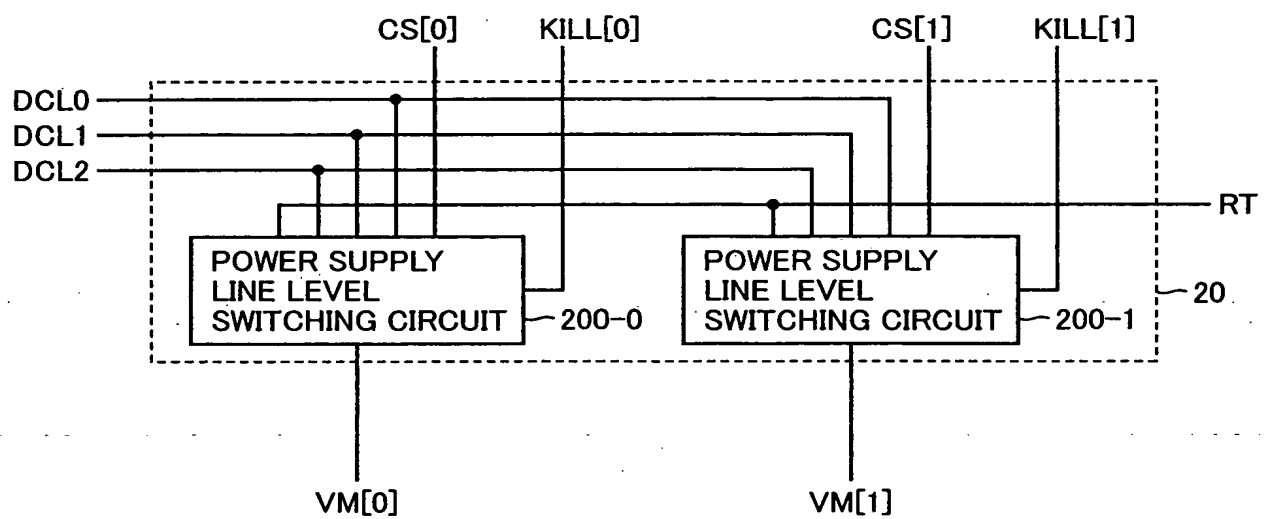 CS[0] KILL[0] CS[1] KILL[1]
DCL0
DCL1
DCL2
RT
POWER SUPPLY
LINE LEVEL
SWITCHING CIRCUIT
200-0
POWER SUPPLY
LINE LEVEL
SWITCHING CIRCUIT
200-1
20
VM[0] VM[1]